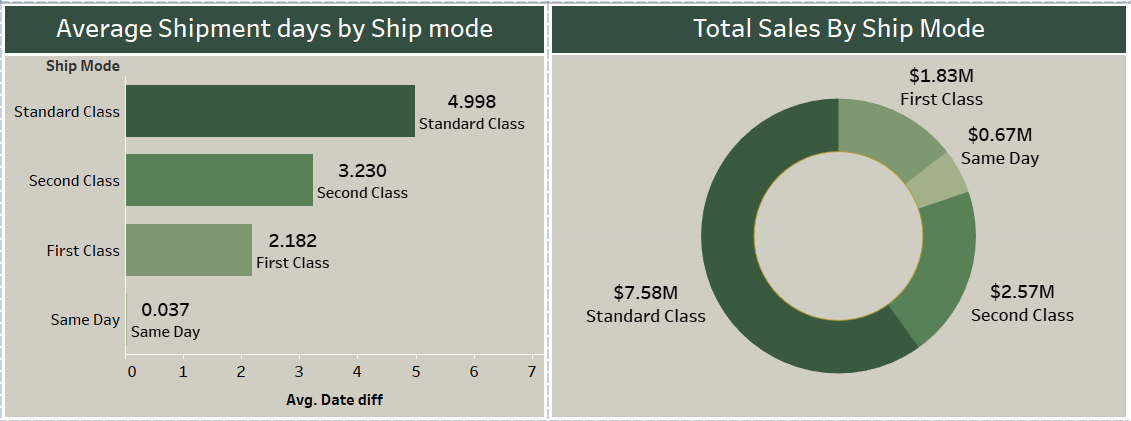 Average Shipment days by Ship mode
Ship Mode
Standard Class
4.998
Standard Class
Second Class
3.230
Second Class
First Class
2.182
First Class
Same Day
0.037
Same Day
0 1 2 3 4 5 6 7
Avg. Date diff
Total Sales By Ship Mode
$1.83M
First Class
$0.67M
Same Day
$7.58M
Standard Class
$2.57M
Second Class